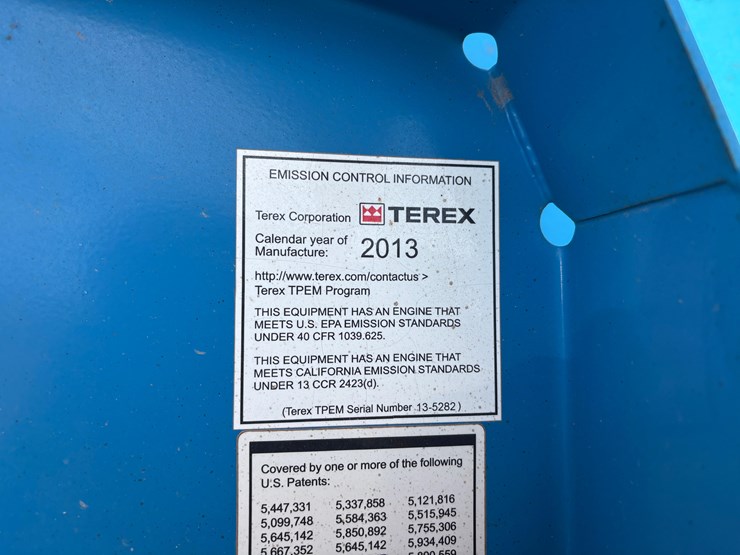 EMISSION CONTROL INFORMATION
Terex Corporation TEREX
Calendar year of
Manufacture: 2013
http://www.terex.com/contactus >
Terex TPEM Program
THIS EQUIPMENT HAS AN ENGINE THAT
MEETS U.S. EPA EMISSION STANDARDS
UNDER 40 CFR 1039.625.
THIS EQUIPMENT HAS AN ENGINE THAT
MEETS CALIFORNIA EMISSION STANDARDS
UNDER 13 CCR 2423(d).
(Terex TPEM Serial Number 13-5282 )
Covered by one or more of the following
U.S. Patents:
5,447,331 5,337,858 5,121,816
5,099,748 5,584,363 5,515,945
5,645,142 5,850,892 5,755,306
5,667,352 5,645,142 5,934,409